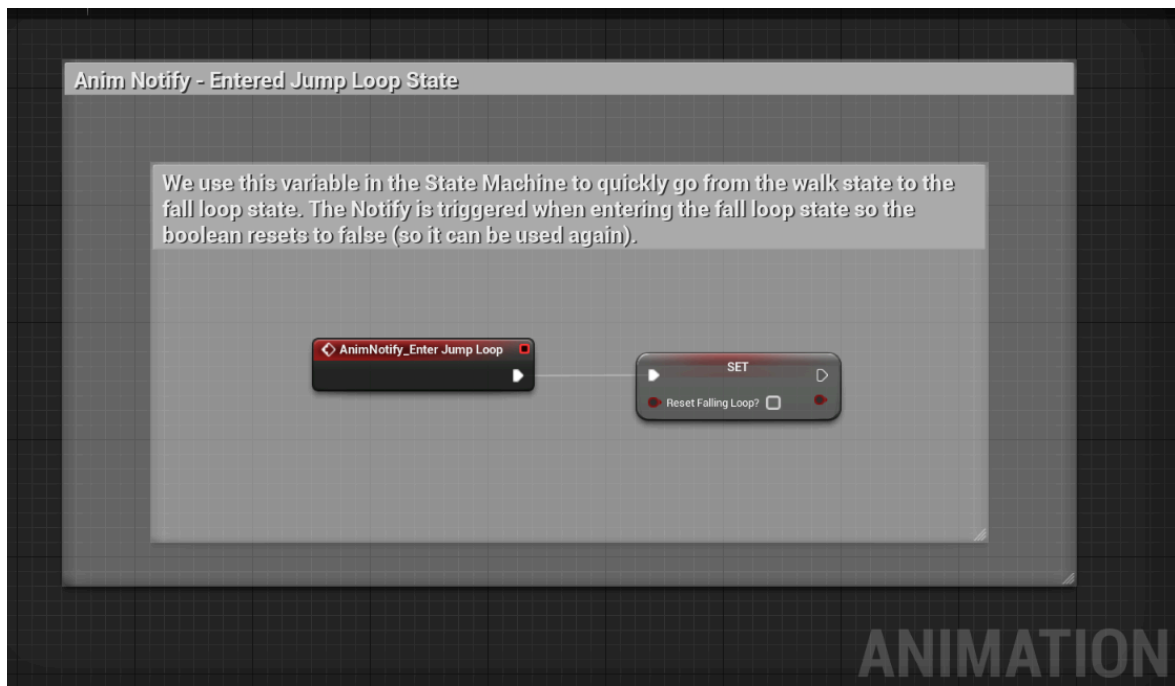 Anim Notify - Entered Jump Loop State
We use this variable in the State Machine to quickly go from the walk state to the
fall loop state. The Notify is triggered when entering the fall loop state so the
boolean resets to false (so it can be used again).
AnimNotify_Enter Jump Loop
SET
Reset Falling Loop?
ANIMATION